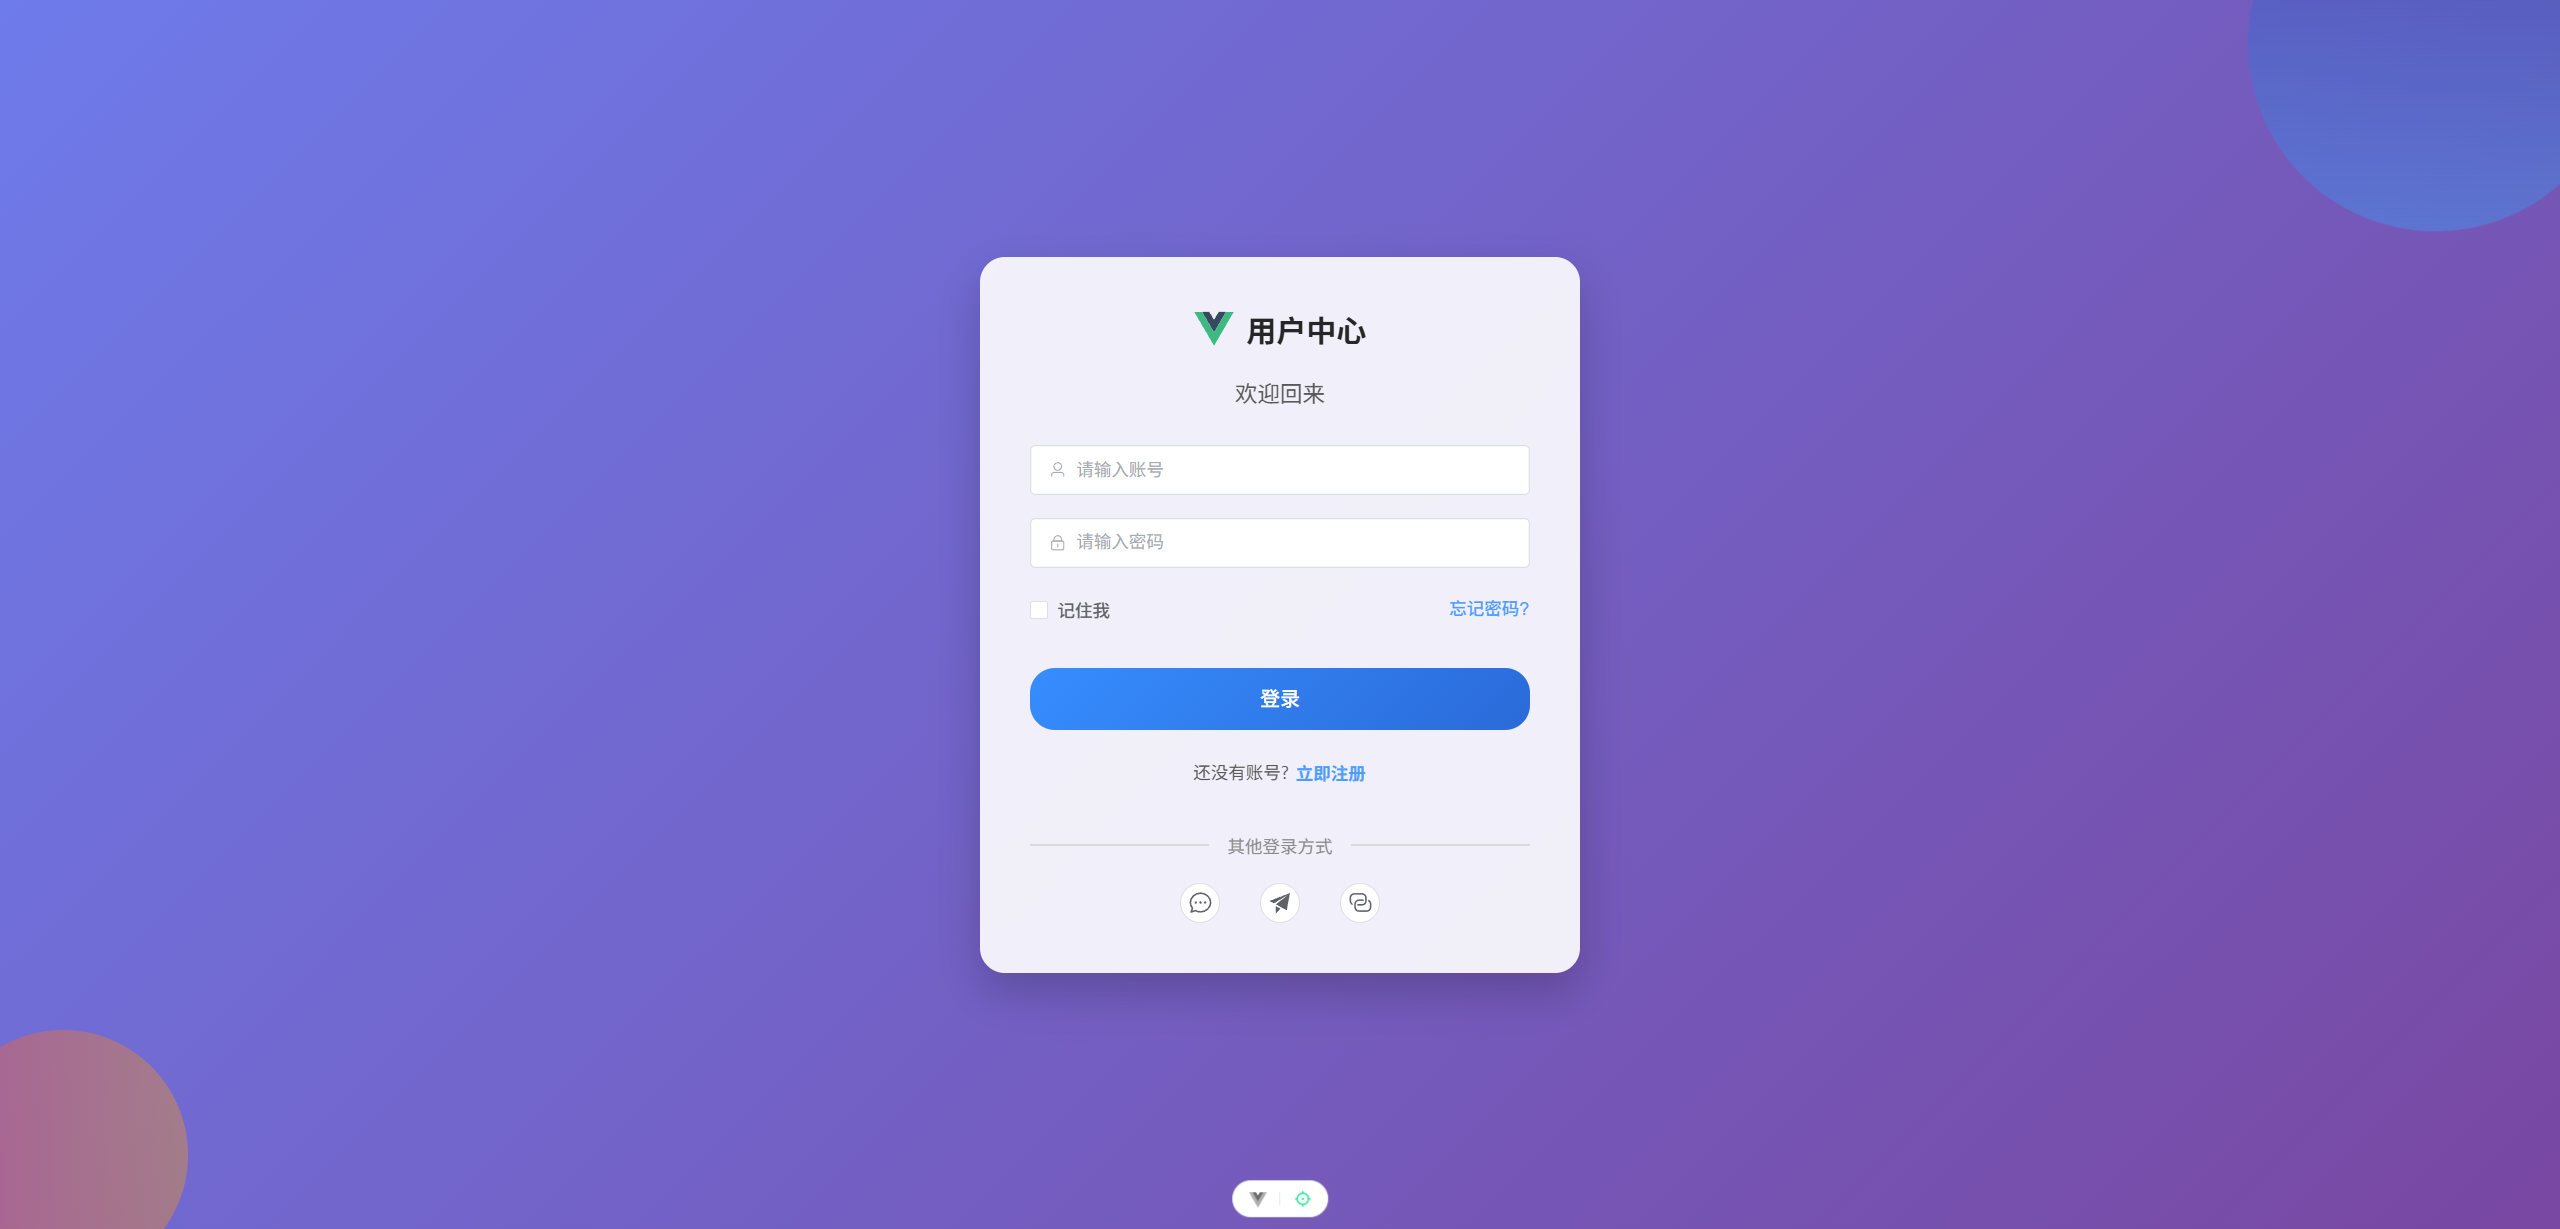 用户中心
欢迎回来
请输入账号
请输入密码
记住我
忘记密码?
登录
还没有账号? 立即注册
其他登录方式